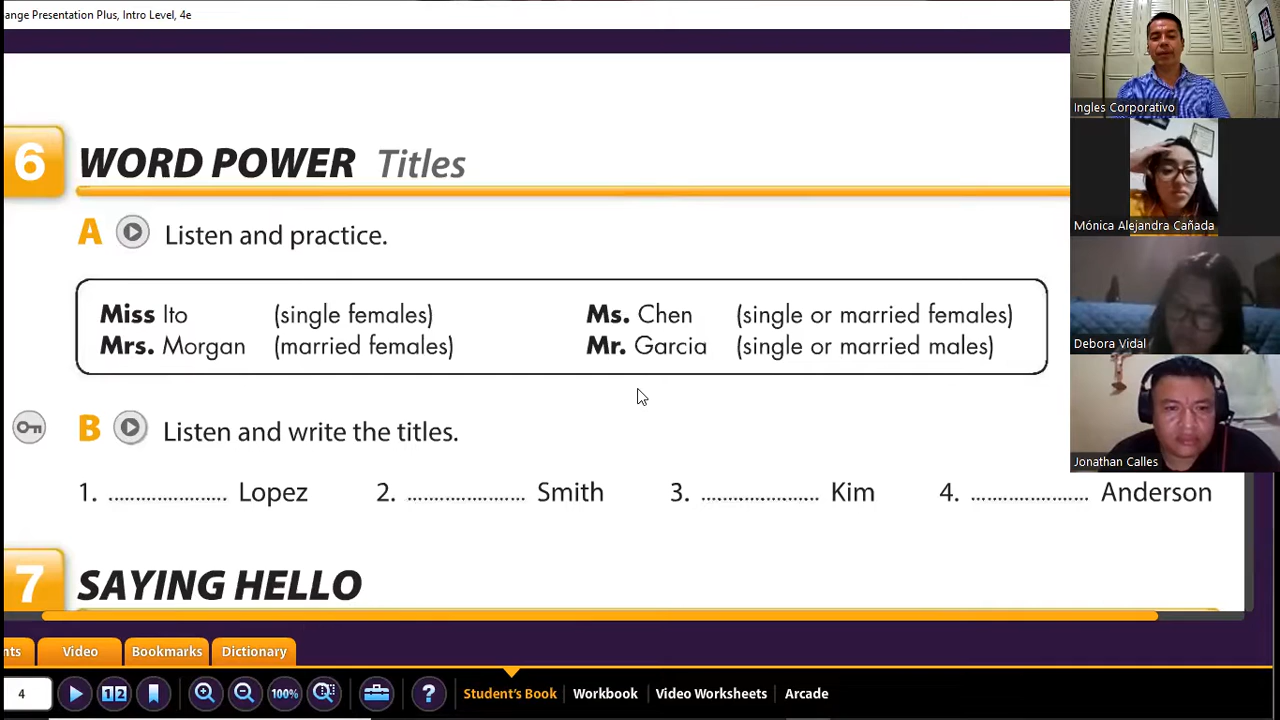 ange Presentation Plus, Intro Level, 4e
Ingles Corporativo
Mónica Alejandra Cañada
Debora Vidal
Jonathan Calles
6 WORD POWER Titles
A Listen and practice.
Miss Ito (single females) Ms. Chen (single or married females)
Mrs. Morgan (married females) Mr. Garcia (single or married males)
B Listen and write the titles.
1. ........................ Lopez 2. ........................ Smith 3. ........................ Kim 4. ........................ Anderson
7 SAYING HELLO
nts Video Bookmarks Dictionary
4 1 2 100% ? Student's Book Workbook Video Worksheets Arcade